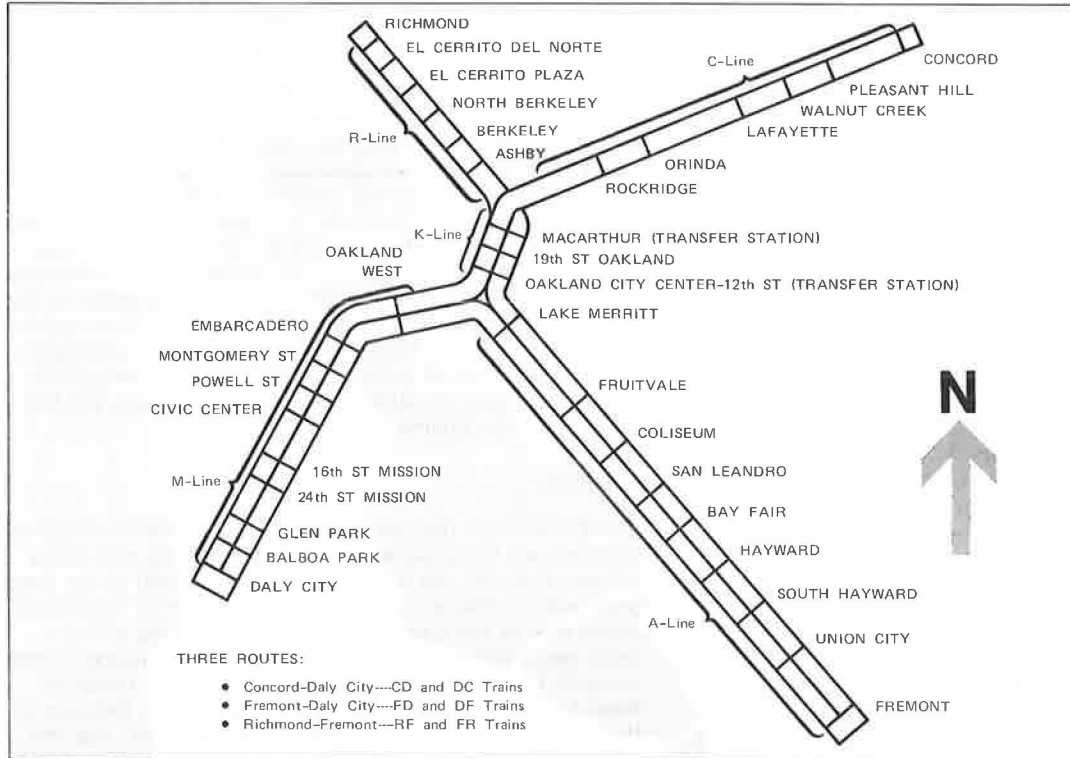 RICHMOND
EL CERRITO DEL NORTE
EL CERRITO PLAZA
NORTH BERKELEY
BERKELEY
ASHBY
R-Line
C-Line
CONCORD
PLEASANT HILL
WALNUT CREEK
LAFAYETTE
ORINDA
ROCKRIDGE
K-Line
MACARTHUR (TRANSFER STATION)
19th ST OAKLAND
OAKLAND CITY CENTER-12th ST (TRANSFER STATION)
OAKLAND
WEST
LAKE MERRITT
EMBARCADERO
MONTGOMERY ST
POWELL ST
CIVIC CENTER
M-Line
16th ST MISSION
24th ST MISSION
GLEN PARK
BALBOA PARK
DALY CITY
FRUITVALE
COLISEUM
SAN LEANDRO
BAY FAIR
HAYWARD
SOUTH HAYWARD
A-Line
UNION CITY
FREMONT
N
THREE ROUTES:
• Concord-Daly City----CD and DC Trains
• Fremont-Daly City----FD and DF Trains
• Richmond-Fremont---RF and FR Trains